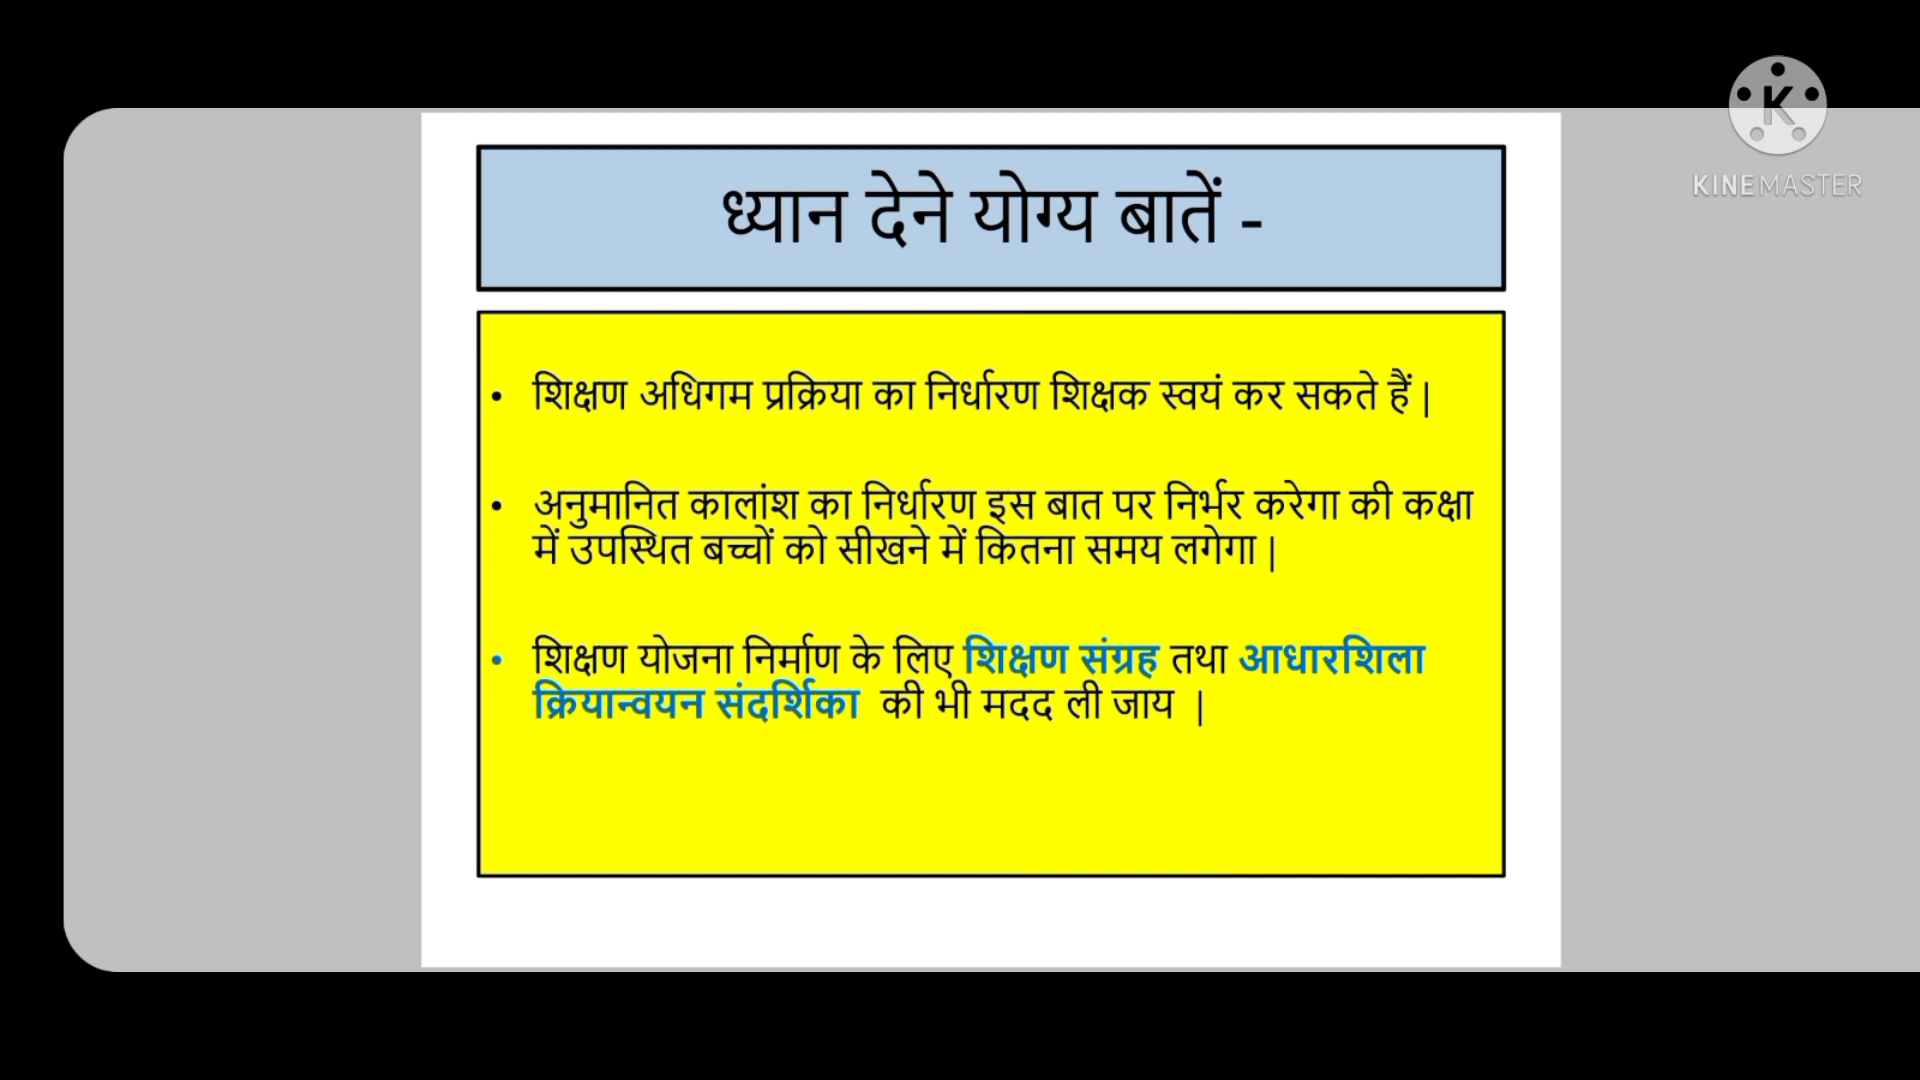 K
KINEMASTER
ध्यान देने योग्य बातें -
• शिक्षण अधिगम प्रक्रिया का निर्धारण शिक्षक स्वयं कर सकते हैं |
• अनुमानित कालांश का निर्धारण इस बात पर निर्भर करेगा की कक्षा
में उपस्थित बच्चों को सीखने में कितना समय लगेगा |
• शिक्षण योजना निर्माण के लिए शिक्षण संग्रह तथा आधारशिला
क्रियान्वयन संदर्शिका की भी मदद ली जाय |